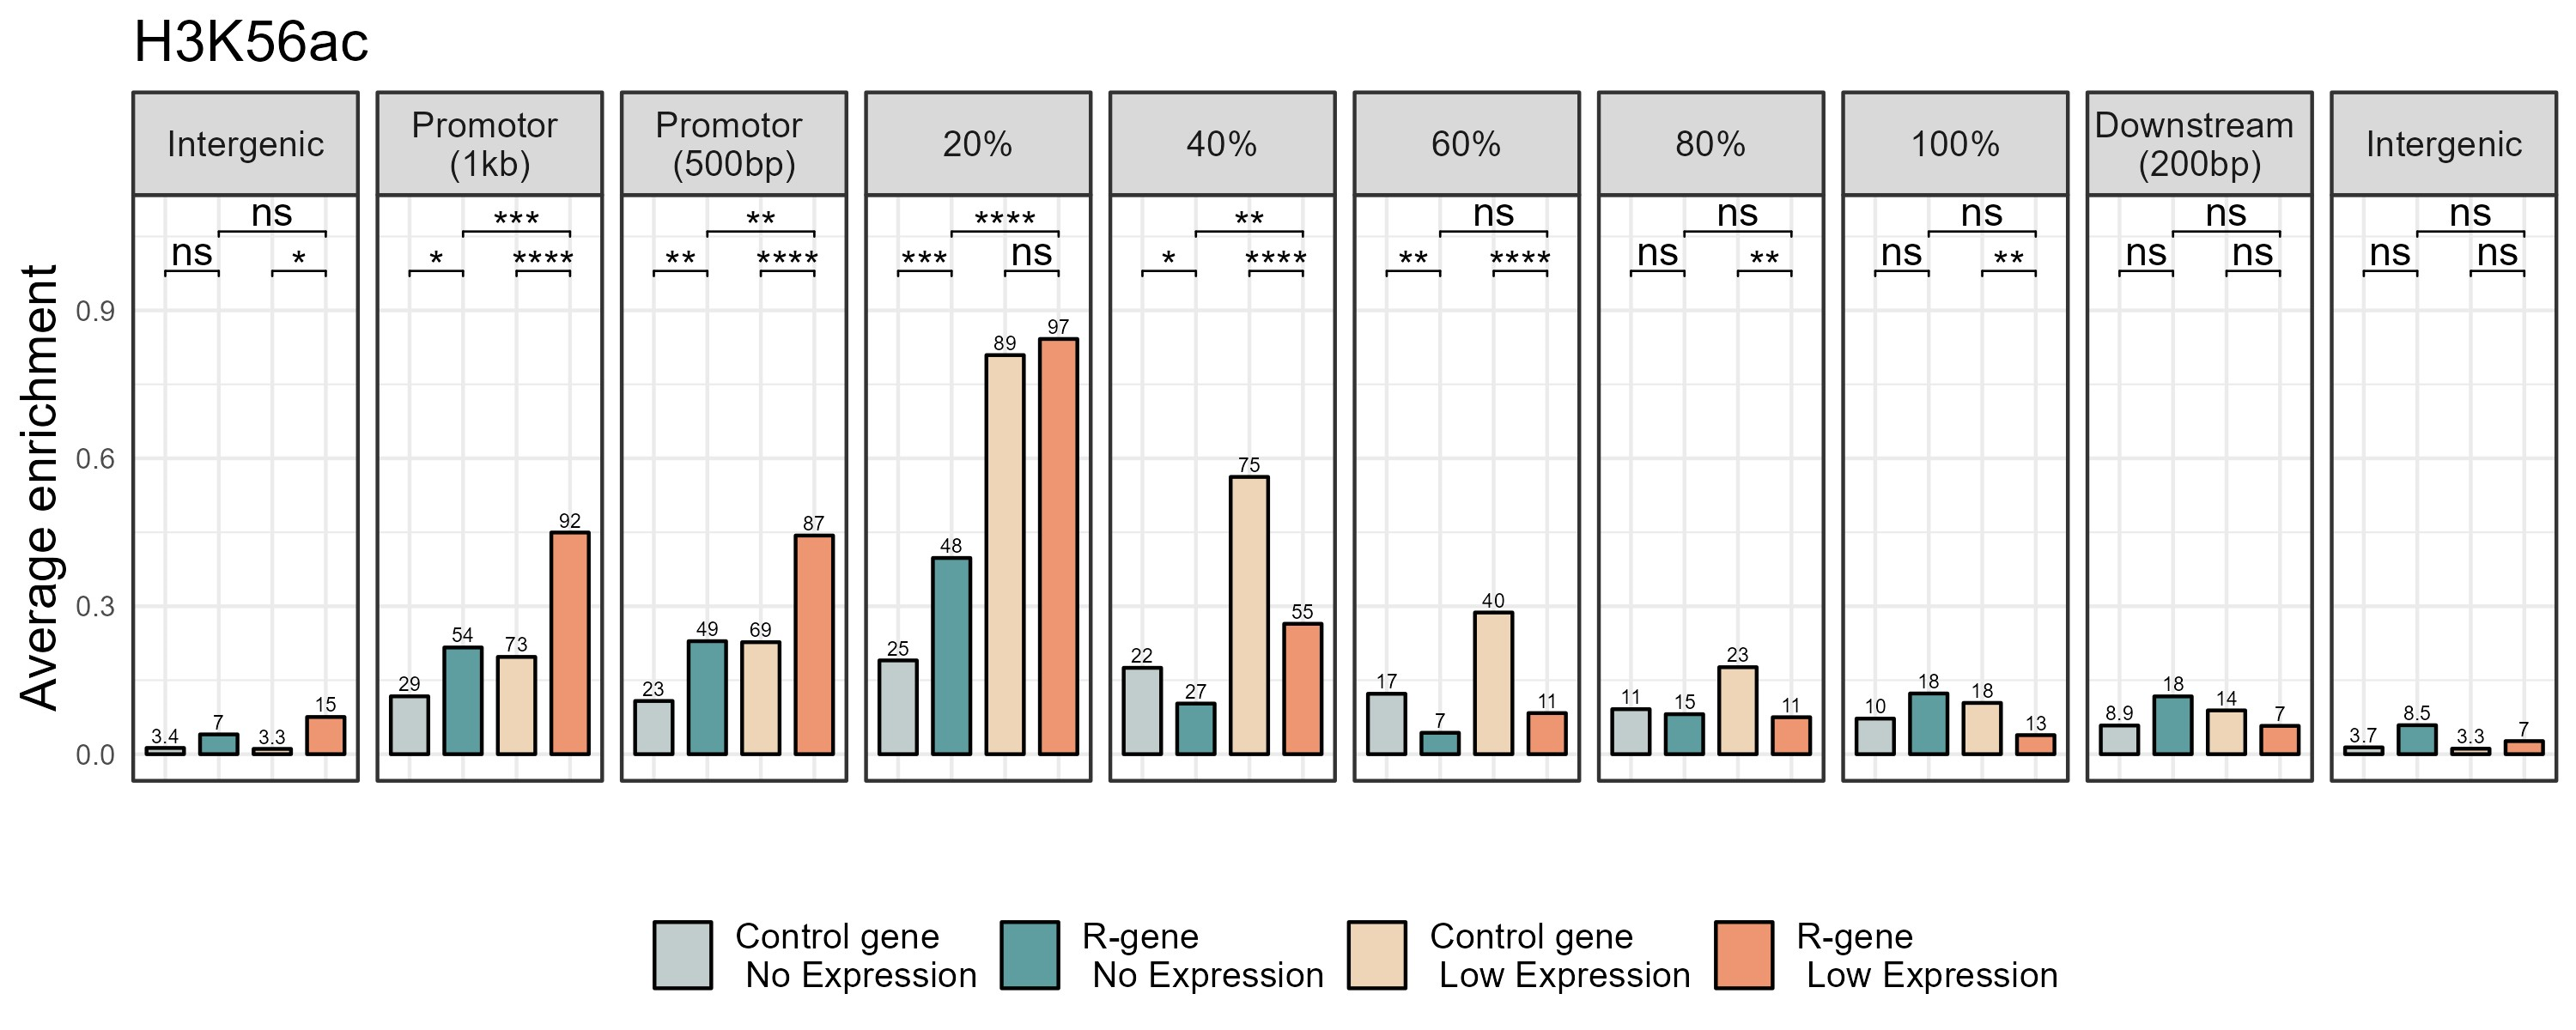 H3K56ac
Intergenic
Promotor
(1kb)
Promotor
(500bp)
20%
40%
60%
80%
100%
Downstream
(200bp)
Intergenic
ns
ns
*
***
*
****
**
**
****
****
***
ns
**
*
****
ns
**
****
ns
ns
**
ns
ns
**
ns
ns
ns
ns
ns
ns
Average enrichment
0.9
0.6
0.3
0.0
3.4
7
3.3
15
29
54
73
92
23
49
69
87
25
48
89
97
22
27
75
55
17
7
40
11
11
15
23
11
10
18
18
13
8.9
18
14
7
3.7
8.5
3.3
7
Control gene
No Expression
R-gene
No Expression
Control gene
Low Expression
R-gene
Low Expression